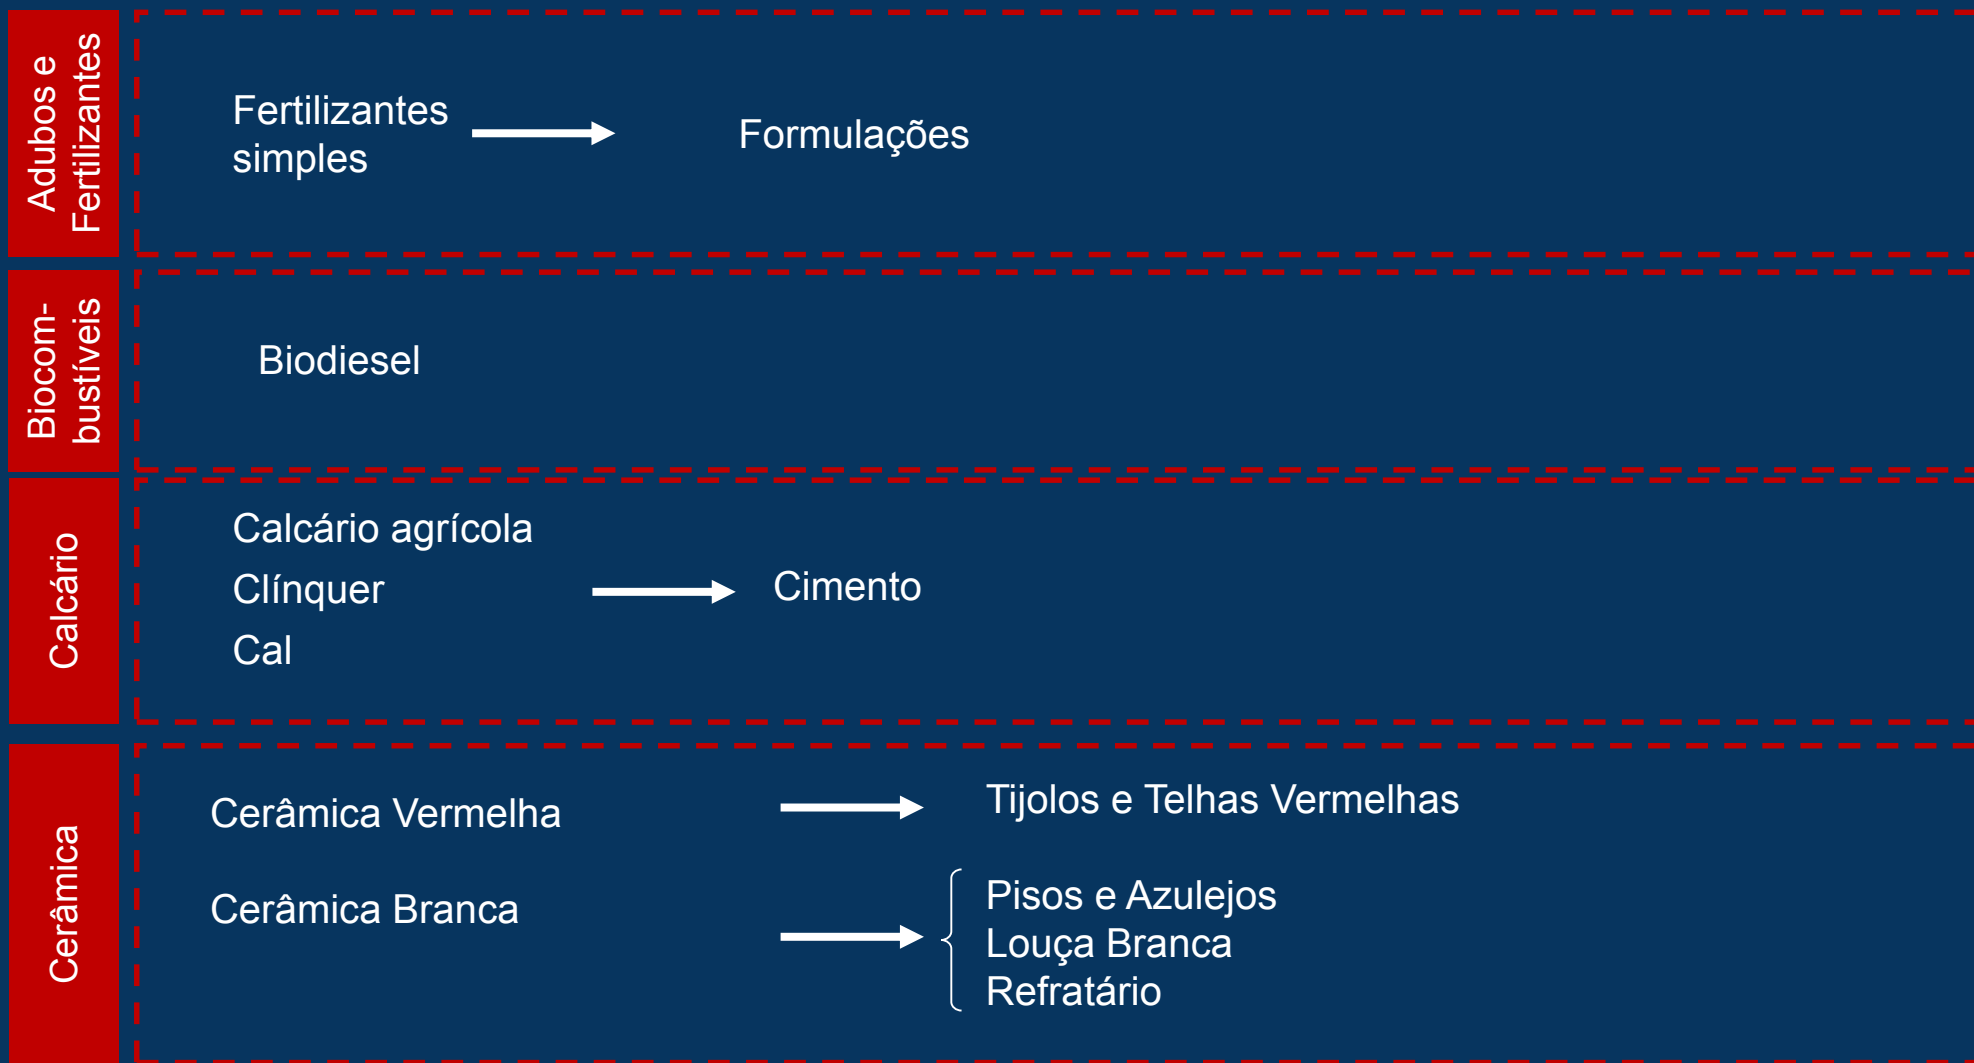 Adubos e
Fertilizantes
Fertilizantes
simples
Formulações
Biocom-
bustíveis
Biodiesel
Calcário
Calcário agrícola
Clínquer
Cimento
Cal
Cerâmica
Cerâmica Vermelha
Tijolos e Telhas Vermelhas
Cerâmica Branca
Pisos e Azulejos
Louça Branca
Refratário